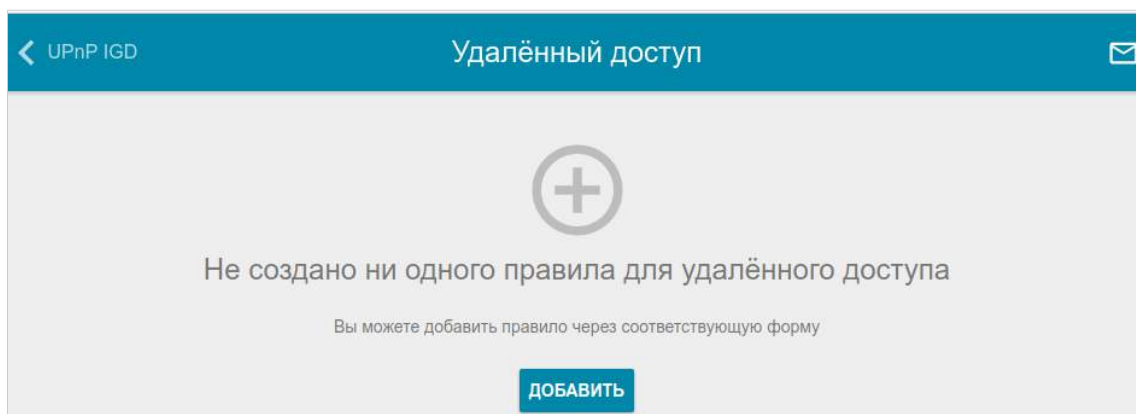 UPnP IGD
Удалённый доступ
Не создано ни одного правила для удалённого доступа
Вы можете добавить правило через соответствующую форму
ДОБАВИТЬ